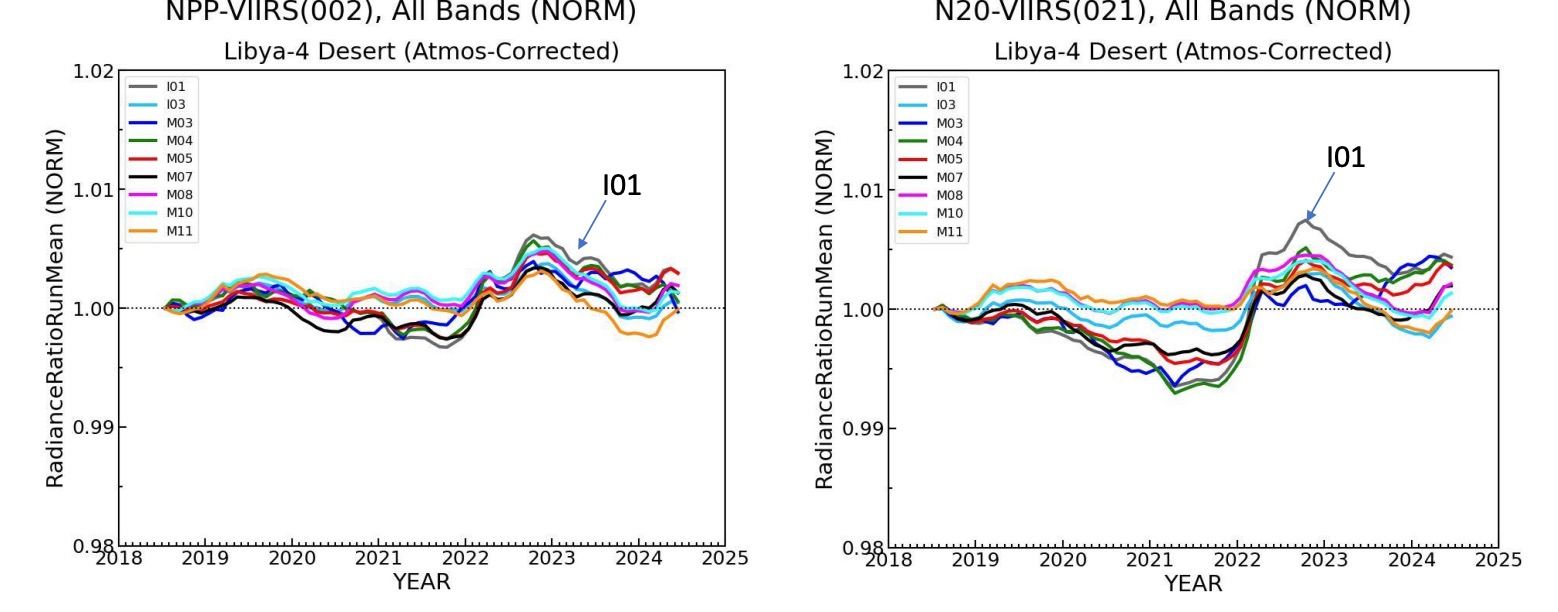 NPP-VIIRS(002), All Bands (NORM)
Libya-4 Desert (Atmos-Corrected)
1.02
1.01
1.00
0.99
0.98
RadianceRatioRunMean (NORM)
I01
I03
M03
M04
M05
M07
M08
M10
M11
I01
2018 2019 2020 2021 2022 2023 2024 2025
YEAR
N20-VIIRS(021), All Bands (NORM)
Libya-4 Desert (Atmos-Corrected)
1.02
1.01
1.00
0.99
0.98
RadianceRatioRunMean (NORM)
I01
I03
M03
M04
M05
M07
M08
M10
M11
I01
2018 2019 2020 2021 2022 2023 2024 2025
YEAR